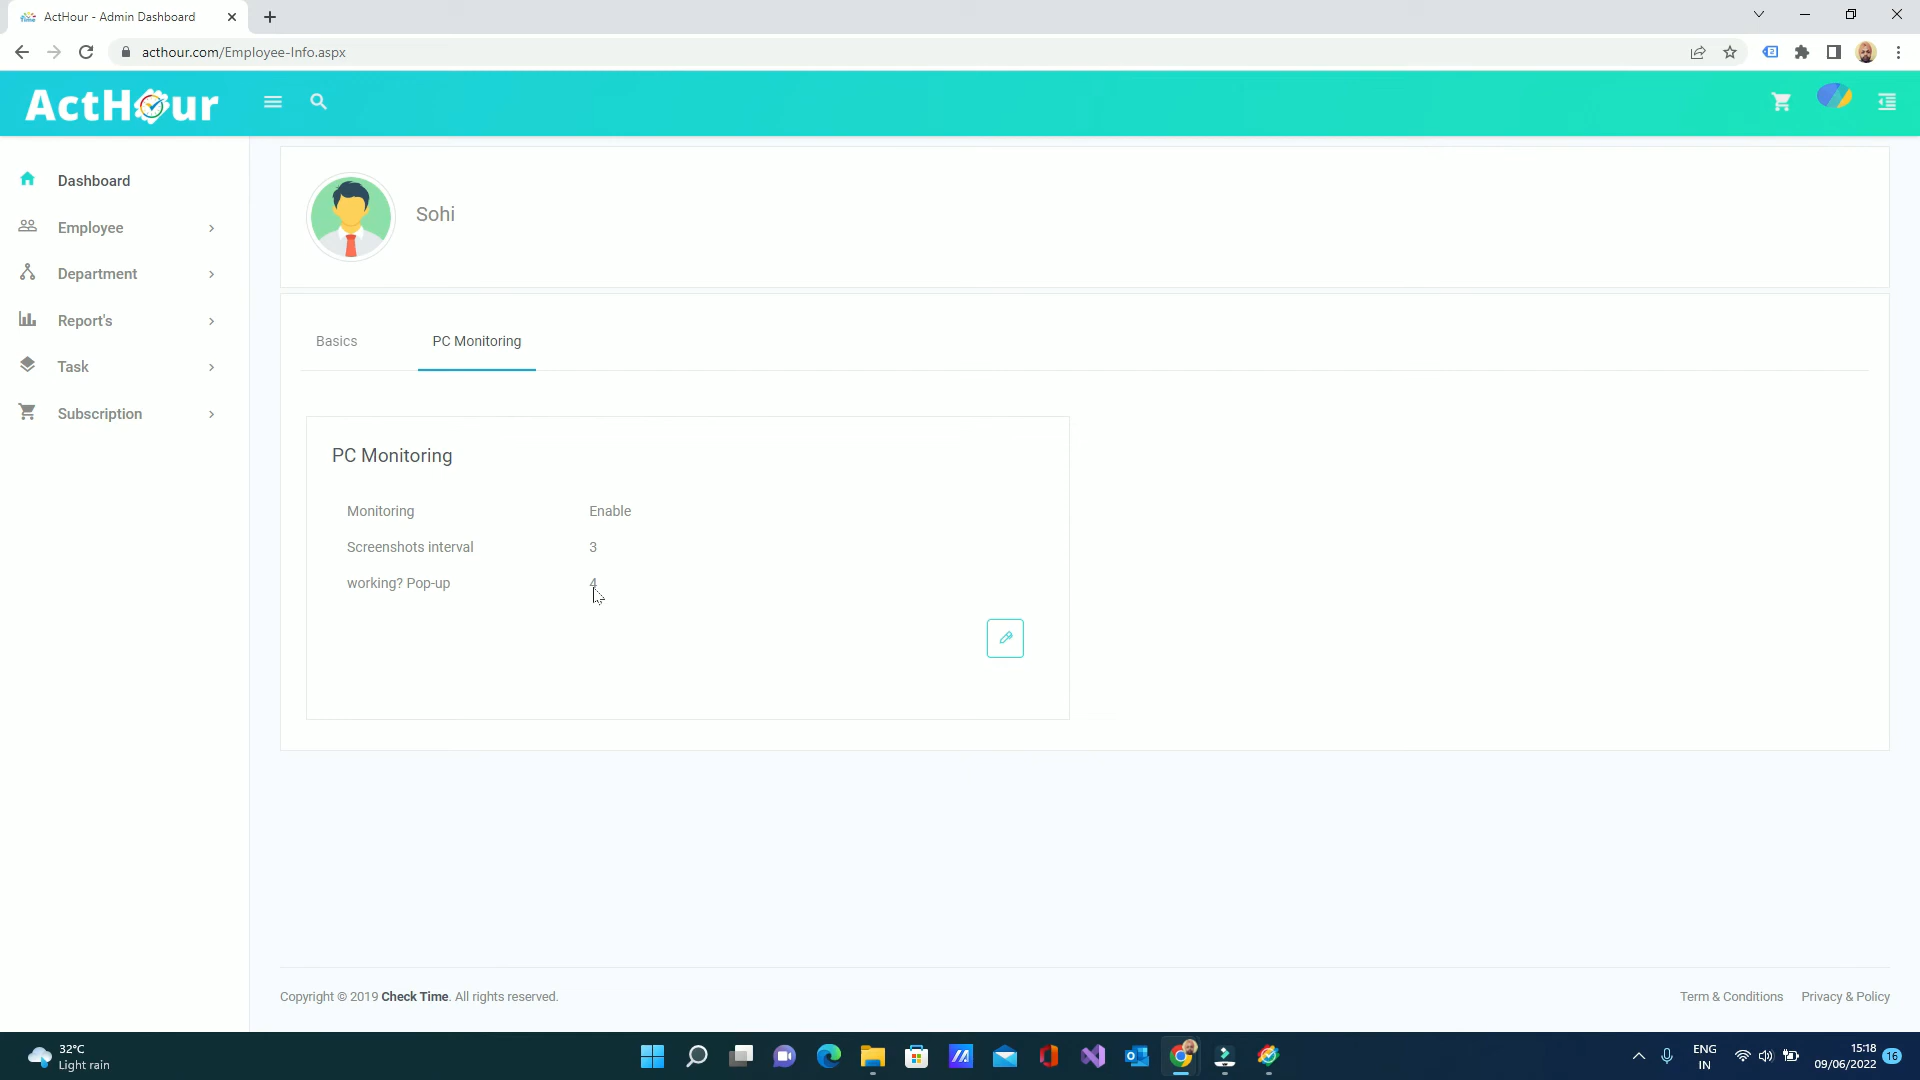 ActHour - Admin Dashboard
acthour.com/Employee-Info.aspx
ActHour
Dashboard
Employee
Department
Report's
Task
Subscription
Sohi
Basics
PC Monitoring
PC Monitoring
Monitoring Enable
Screenshots interval 3
working? Pop-up 4
Copyright © 2019 Check Time. All rights reserved.
Term & Conditions Privacy & Policy
32°C
Light rain
ENG
IN
15:18
09/06/2022
16